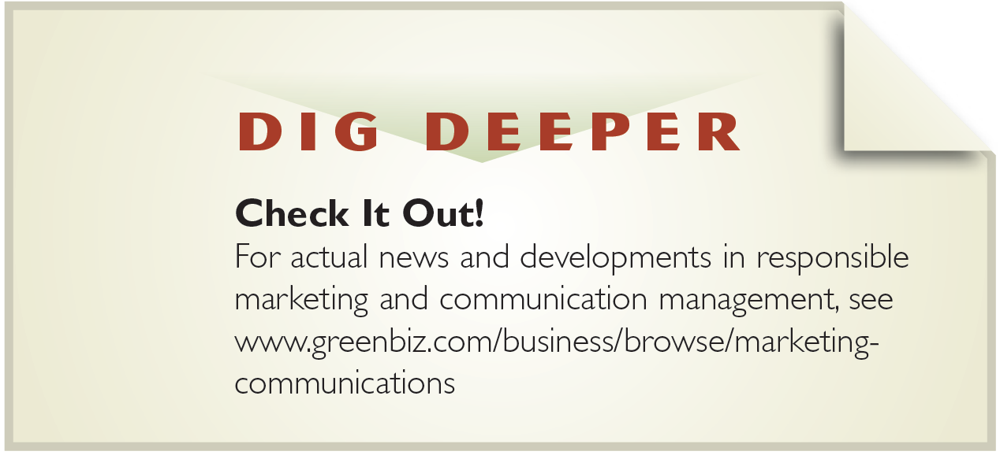 DIG DEEPER
Check It Out!
For actual news and developments in responsible
marketing and communication management, see
www.greenbiz.com/business/browse/marketing-
communications